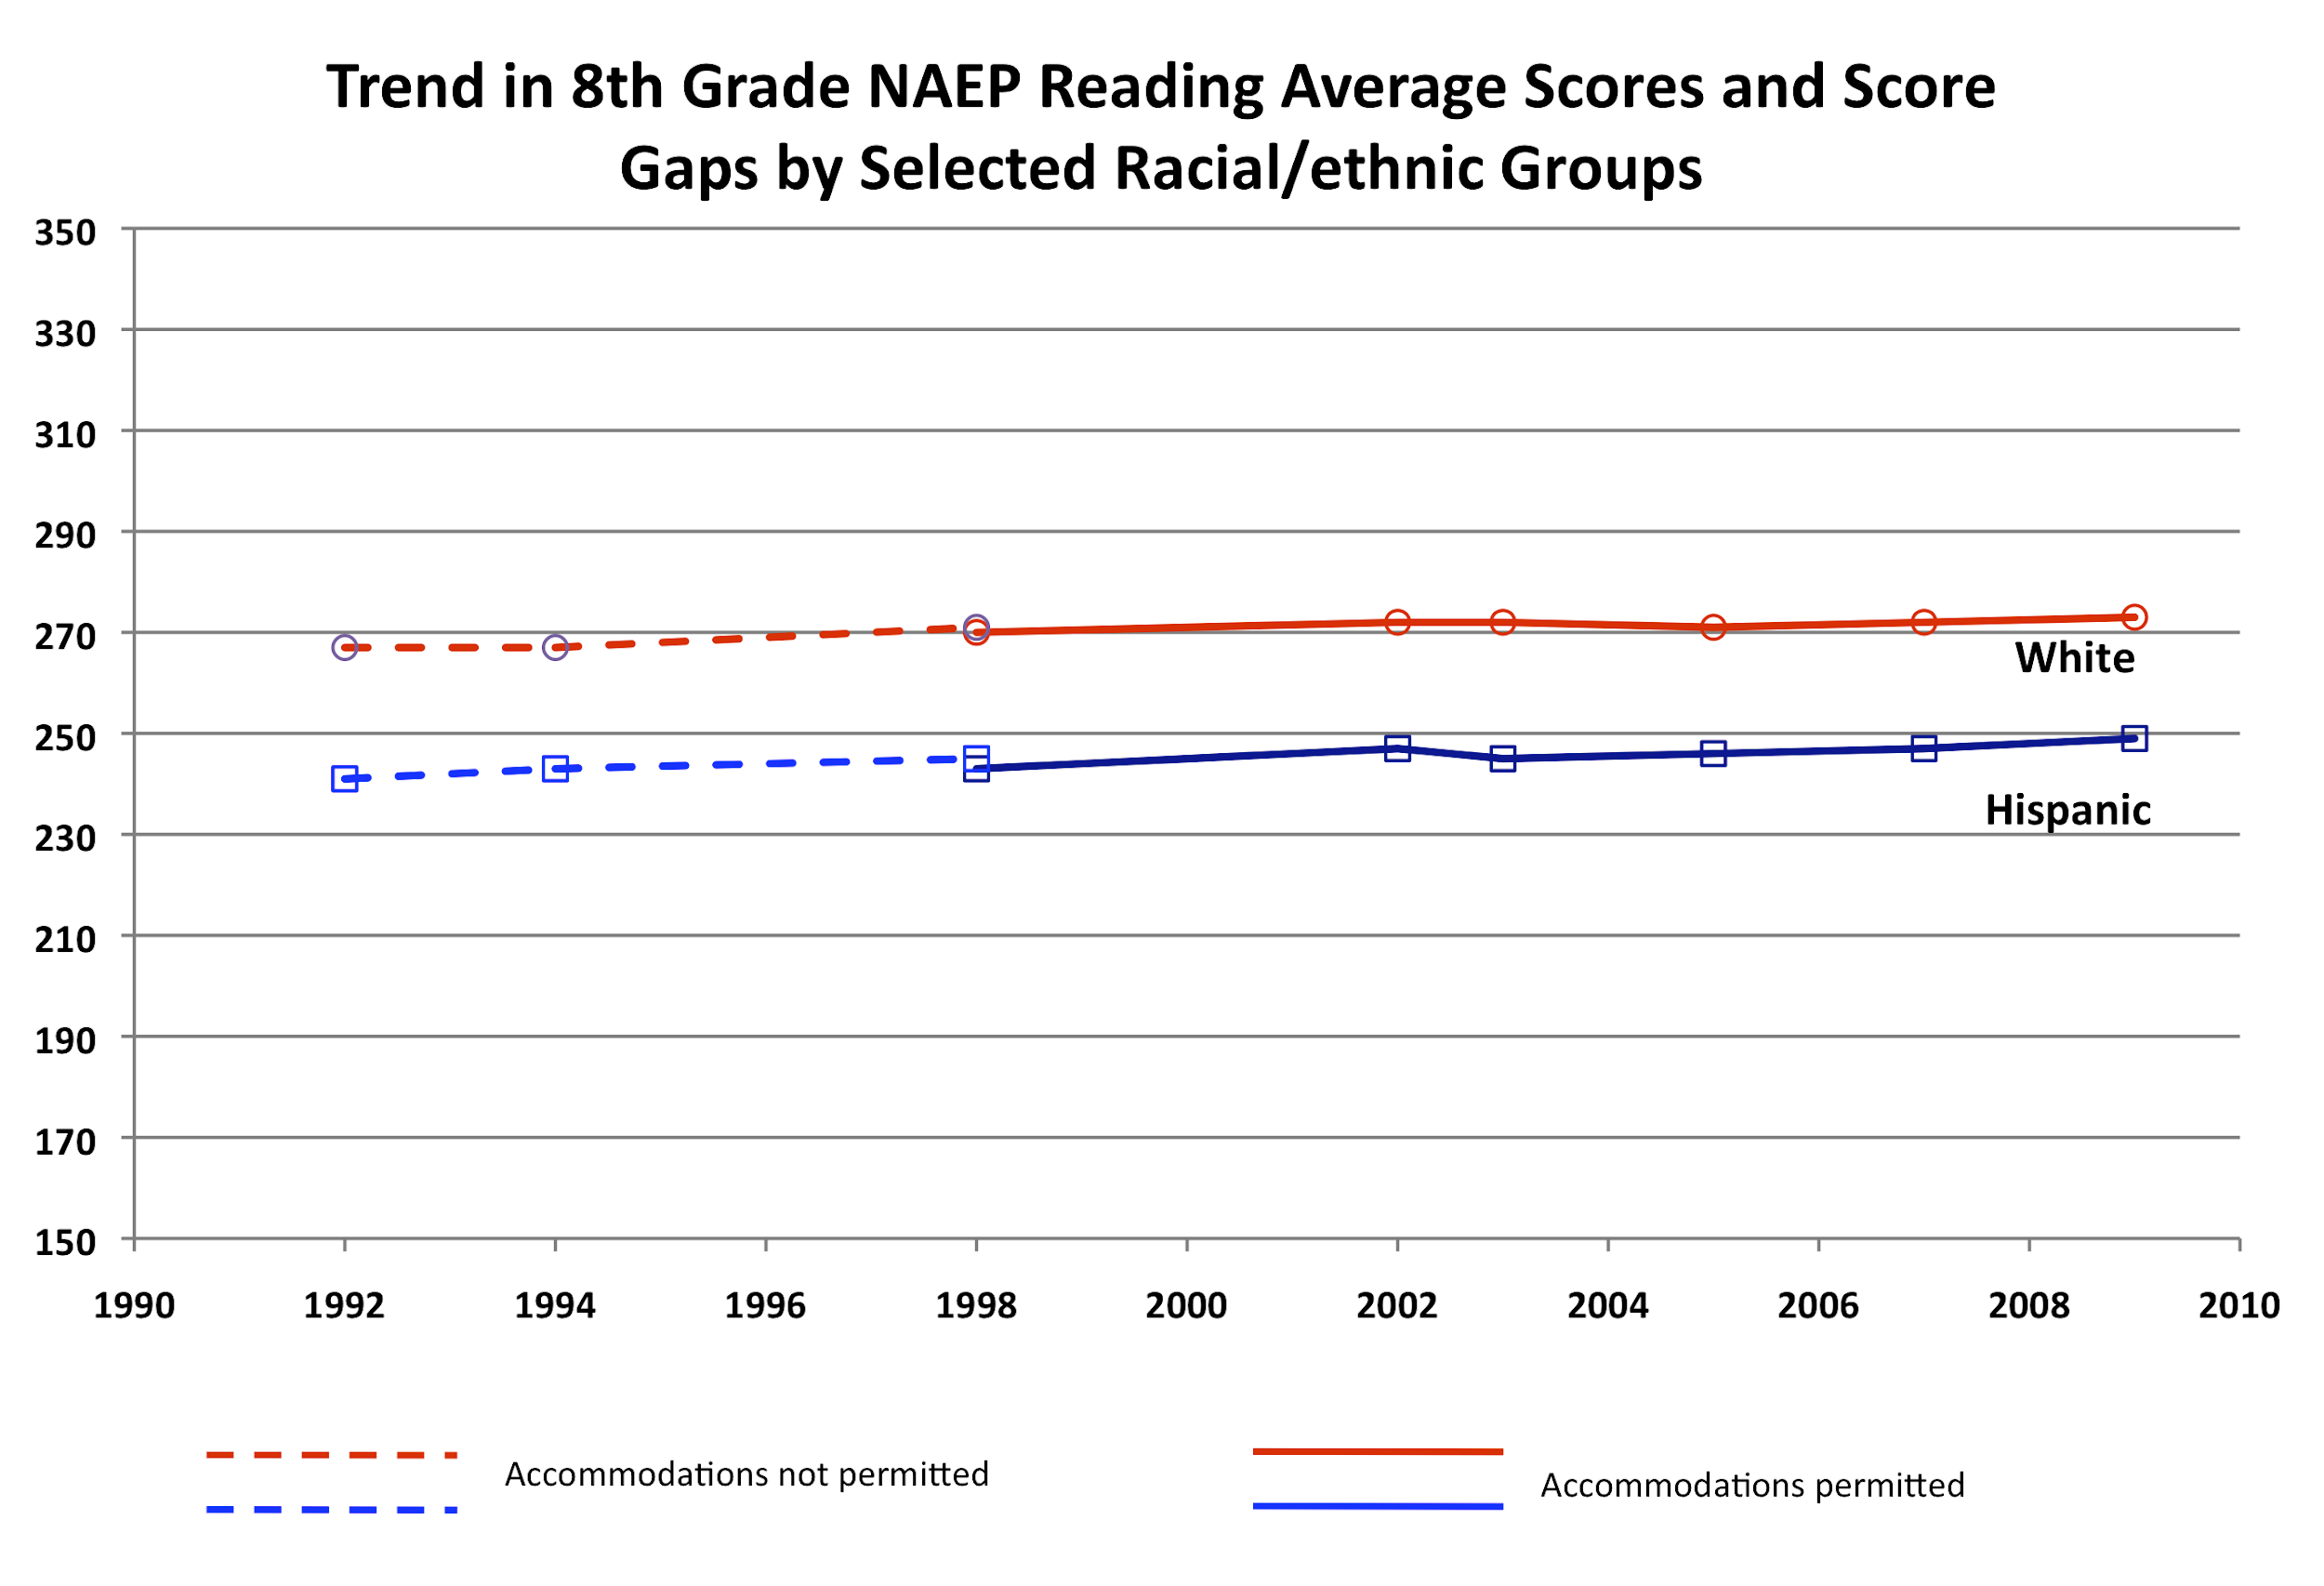 Trend in 8th Grade NAEP Reading Average Scores and Score
Gaps by Selected Racial/ethnic Groups
350
330
310
290
270
White
250
Hispanic
230
210
190
170
150
1990 1992 1994 1996 1998 2000 2002 2004 2006 2008 2010
Accommodations not permitted
Accommodations permitted